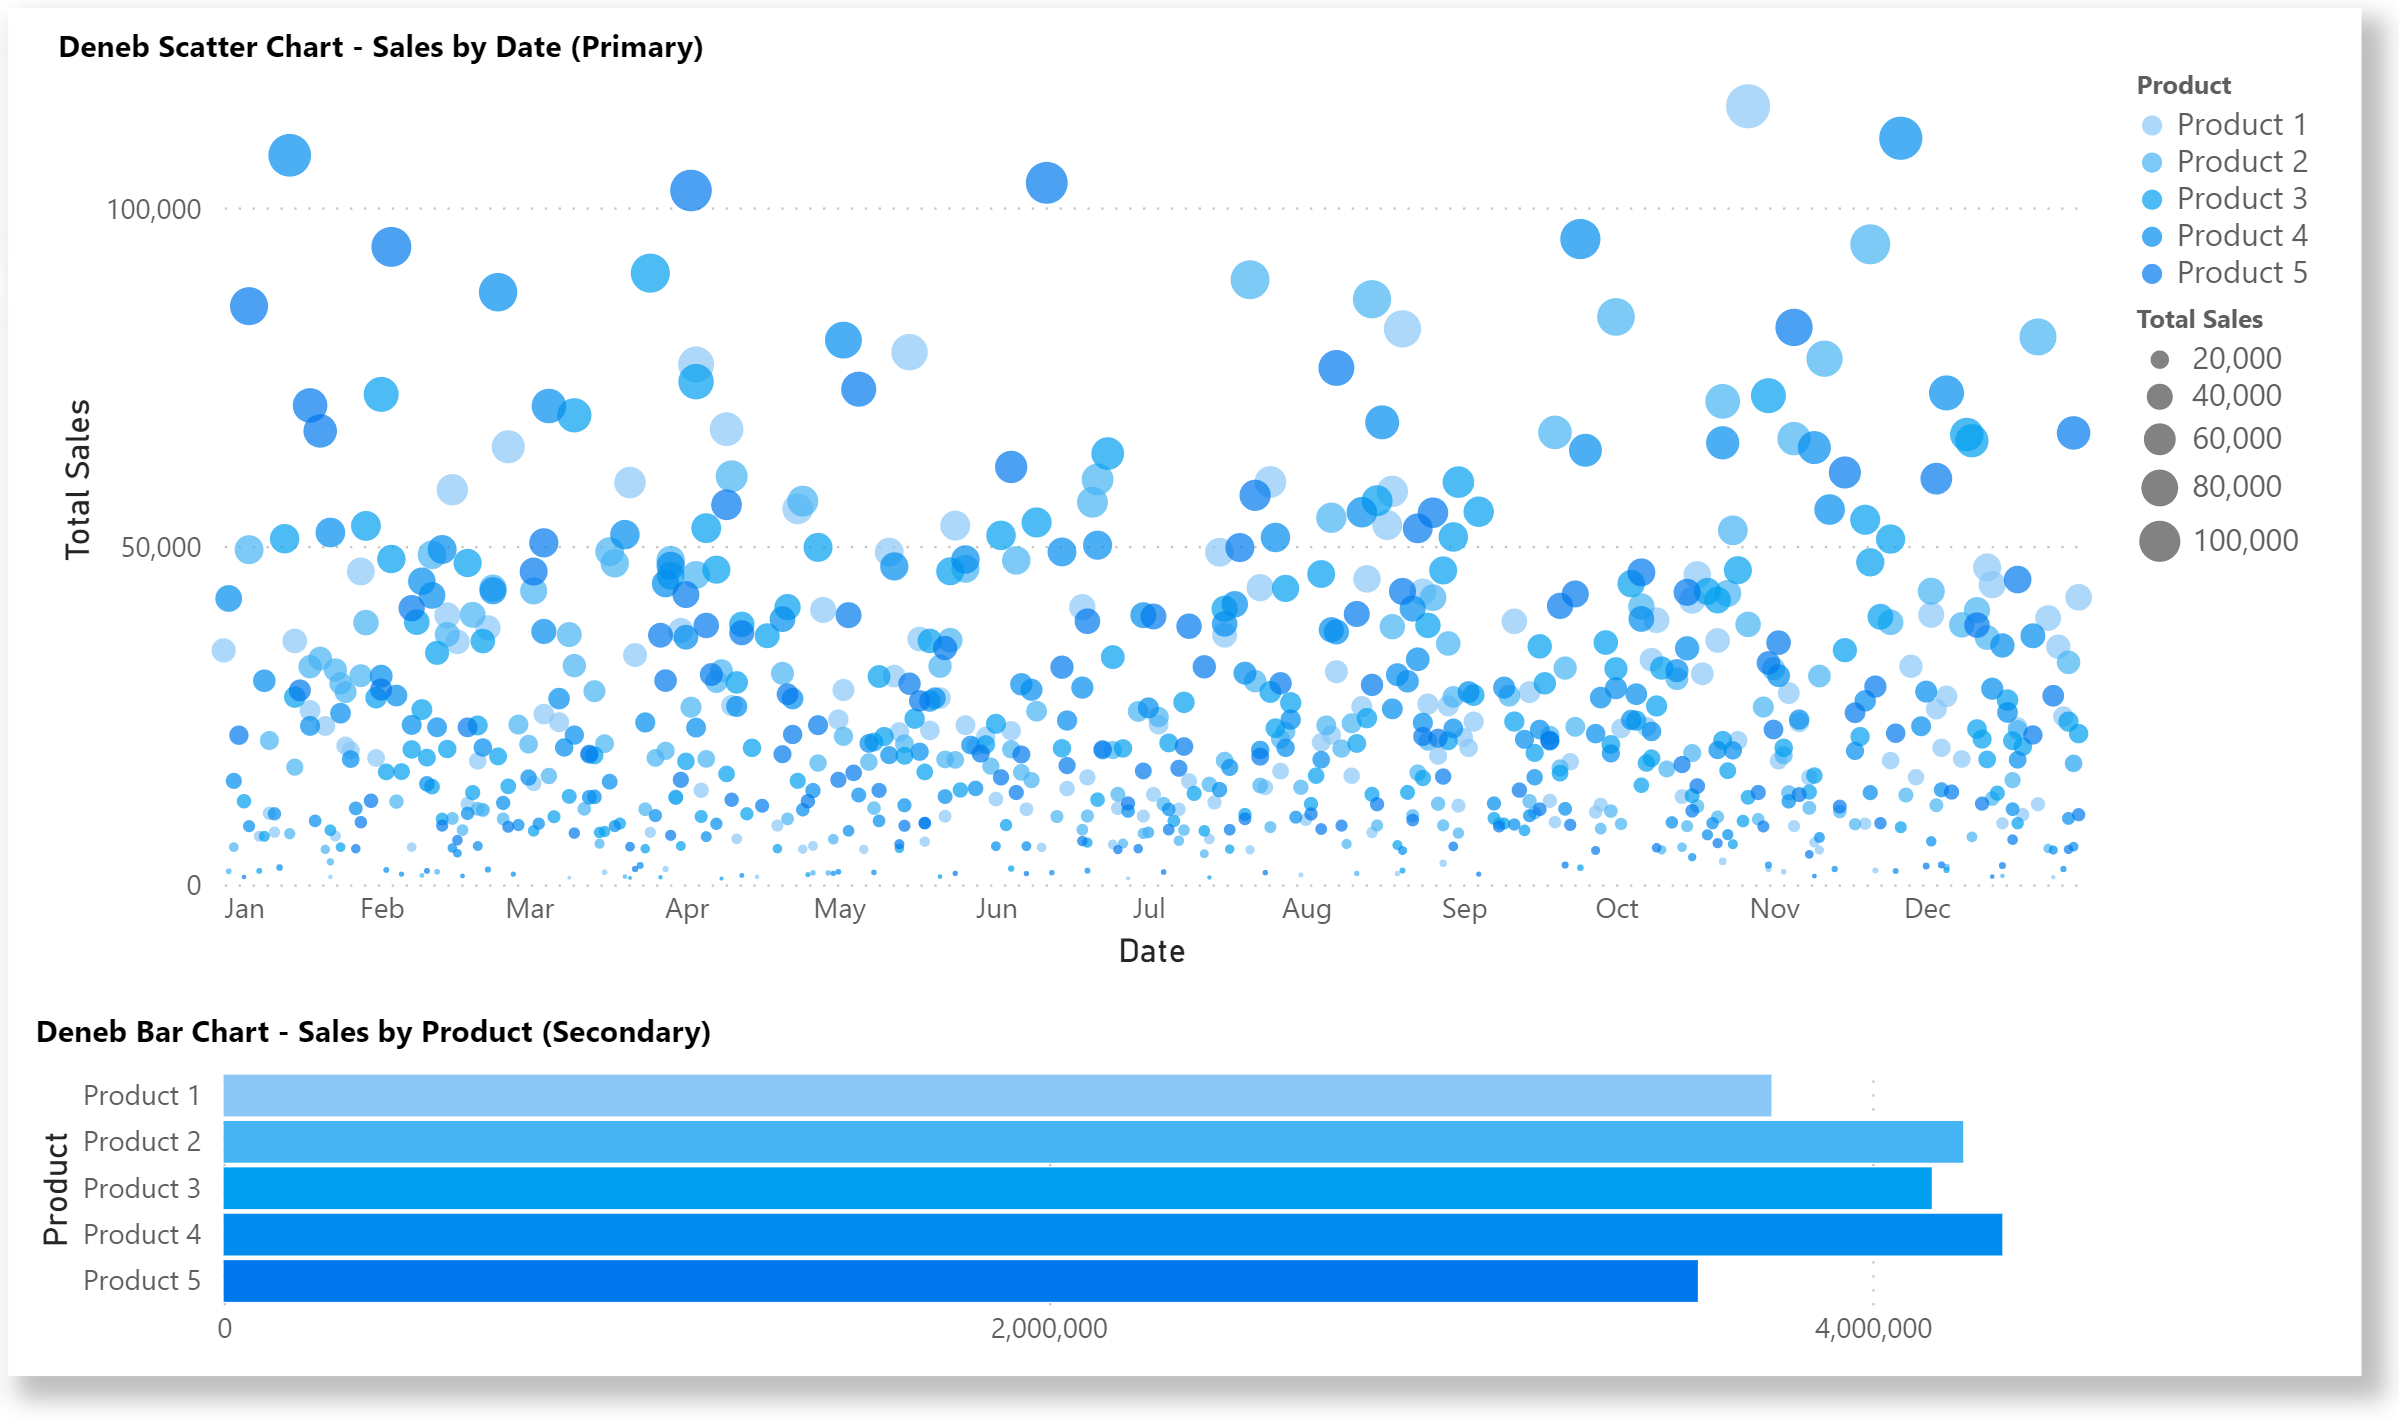 Deneb Scatter Chart - Sales by Date (Primary)
Product
Product 1
Product 2
Product 3
Product 4
Product 5
Total Sales
20,000
40,000
60,000
80,000
100,000
Total Sales
100,000
50,000
0
Jan Feb Mar Apr May Jun Jul Aug Sep Oct Nov Dec
Date
Deneb Bar Chart - Sales by Product (Secondary)
Product
Product 1
Product 2
Product 3
Product 4
Product 5
0 2,000,000 4,000,000